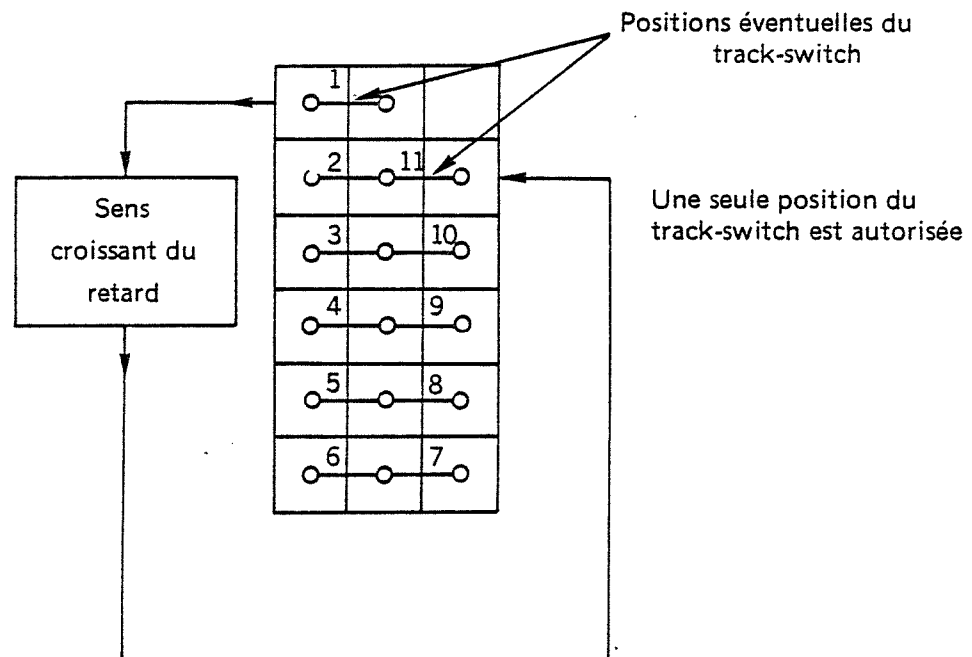 Positions éventuelles du
track-switch
1
2 11
3 10
4 9
5 8
6 7
Sens
croissant du
retard
Une seule position du
track-switch est autorisée